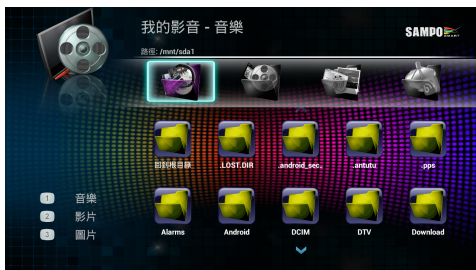 我的影音 - 音樂
SAMPO
SMART
路徑: /mnt/sda1
回到根目錄
.LOST.DIR
.android_sec..
.antutu
.pps
1 音樂
2 影片
3 圖片
Alarms
Android
DCIM
DTV
Download